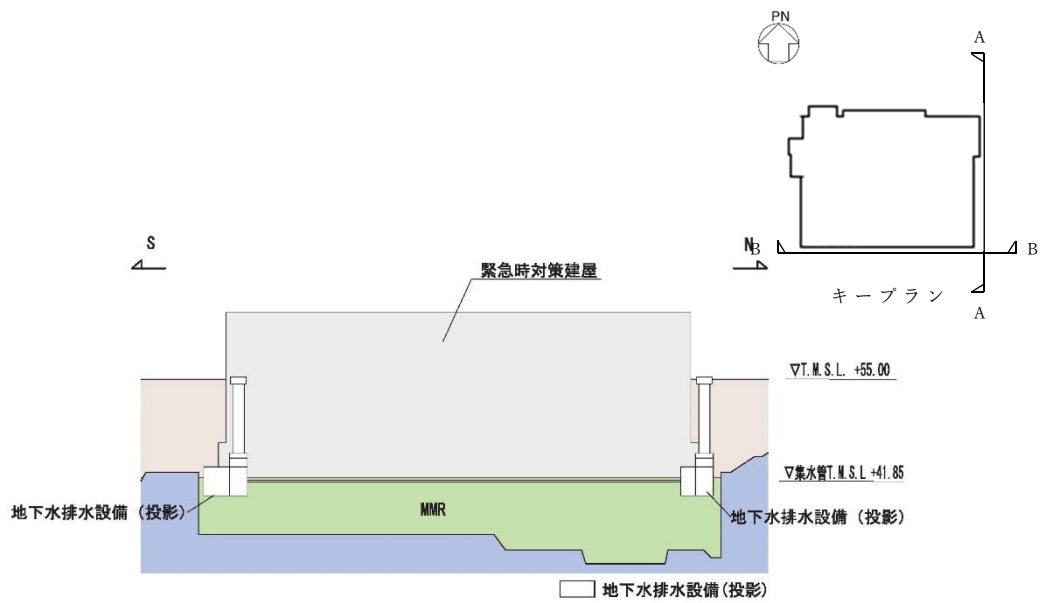 PN
A
S
N
B
B
緊急時対策建屋
キープラン
A
▽T.M.S.L. +55.00
▽集水管T.M.S.L +41.85
地下水排水設備(投影)
MMR
地下水排水設備 (投影)
地下水排水設備(投影)